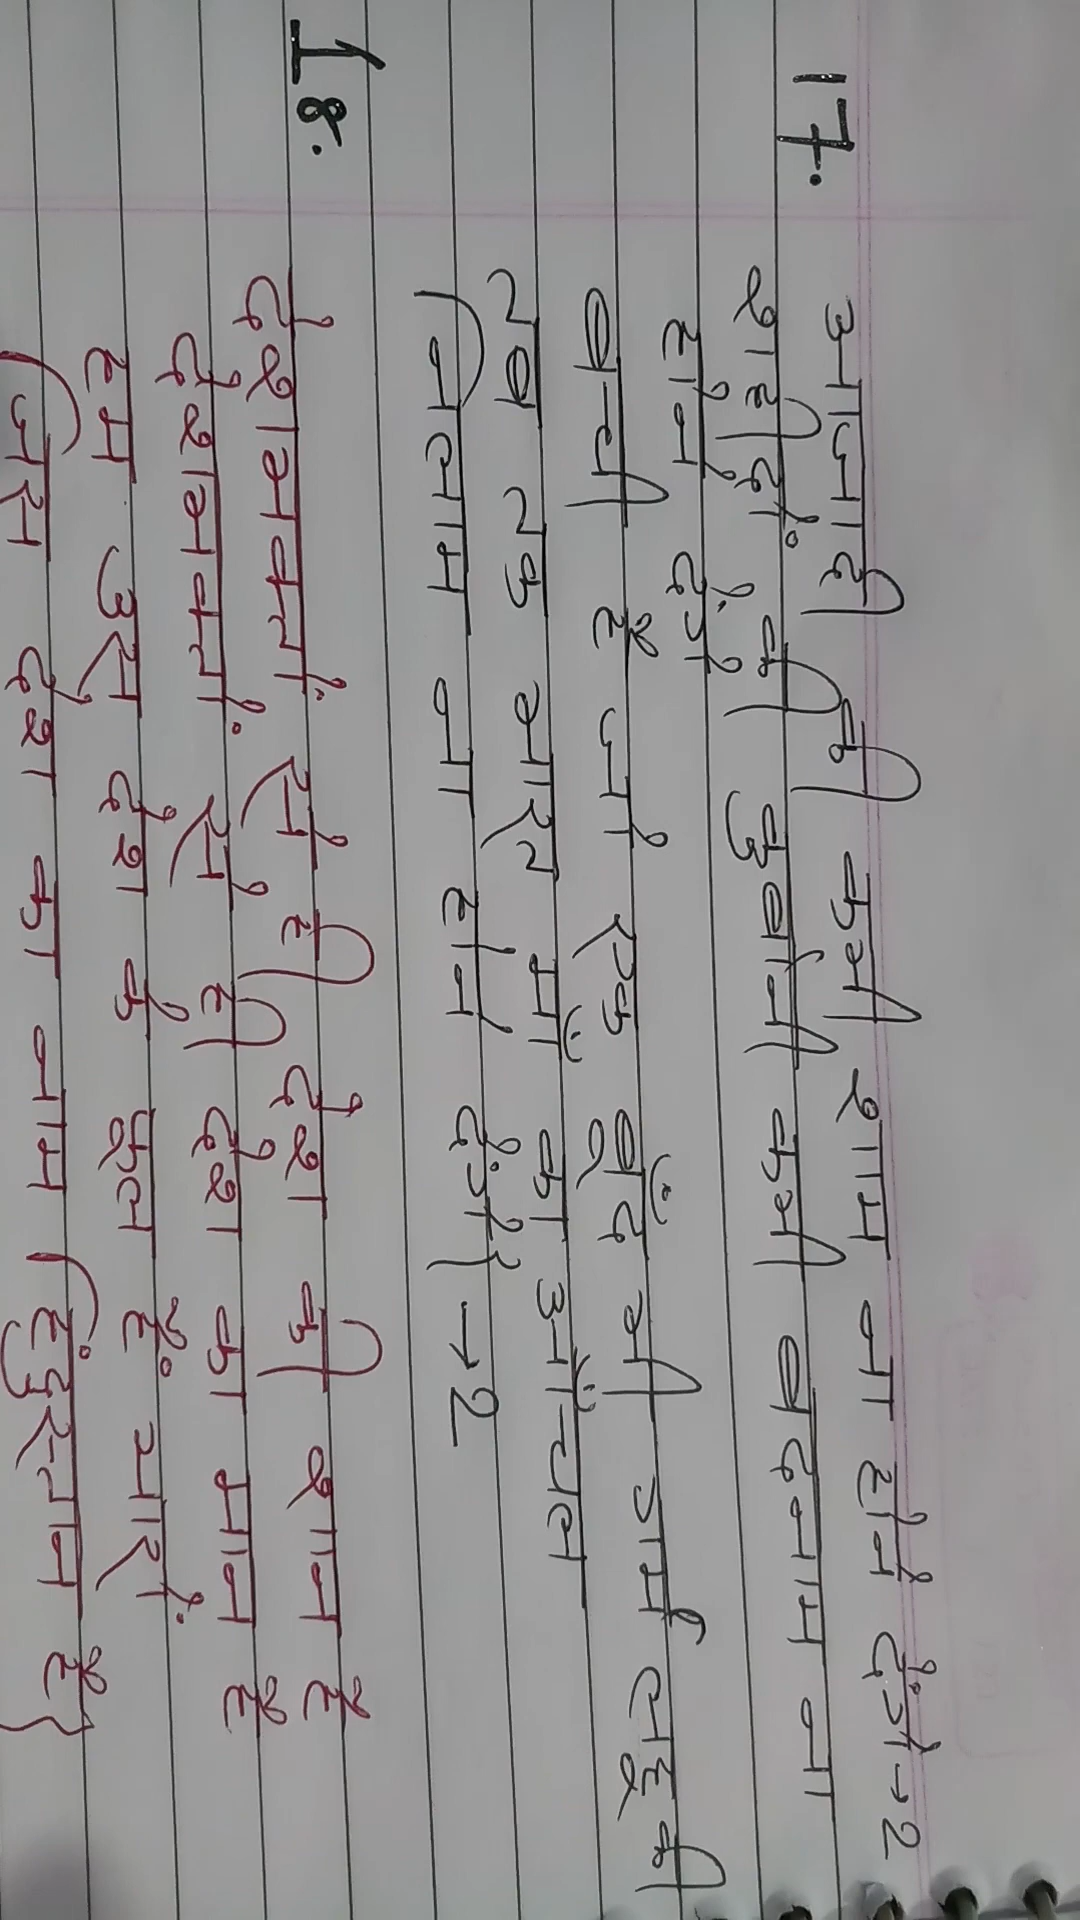 17. आजादी की कभी शाम ना होने देंगे → 2
शहीदों की कुर्बानी कभी बदनाम ना
होने देंगे
बची है जो एक बूँद भी गर्म लहू की
तब तक भारत माँ का आँचल
निलाम ना होने देंगे} → 2
18. देशभक्तों से ही देश की शान है
देशभक्तों से ही देश का मान है
हम उस देश के फूल हैं यारों
जिस देश का नाम हिंदुस्तान है}